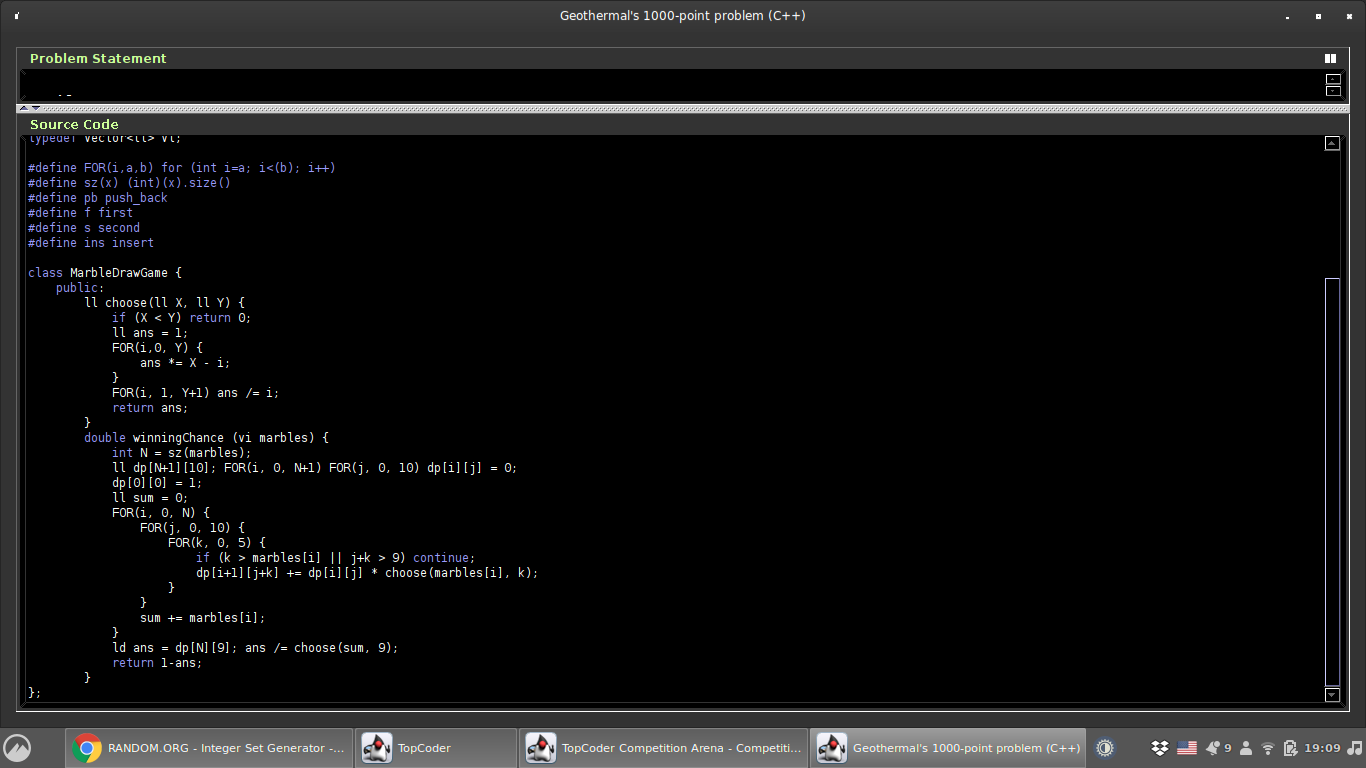 Geothermal's 1000-point problem (C++)
Problem Statement
Source Code
typedef vector<ll> vl;
#define FOR(i,a,b) for (int i=a; i<(b); i++)
#define sz(x) (int)(x).size()
#define pb push_back
#define f first
#define s second
#define ins insert
class MarbleDrawGame {
    public:
        ll choose(ll X, ll Y) {
            if (X < Y) return 0;
            ll ans = 1;
            FOR(i,0, Y) {
                ans *= X - i;
            }
            FOR(i, 1, Y+1) ans /= i;
            return ans;
        }
        double winningChance (vi marbles) {
            int N = sz(marbles);
            ll dp[N+1][10]; FOR(i, 0, N+1) FOR(j, 0, 10) dp[i][j] = 0;
            dp[0][0] = 1;
            ll sum = 0;
            FOR(i, 0, N) {
                FOR(j, 0, 10) {
                    FOR(k, 0, 5) {
                        if (k > marbles[i] || j+k > 9) continue;
                        dp[i+1][j+k] += dp[i][j] * choose(marbles[i], k);
                    }
                }
                sum += marbles[i];
            }
            ld ans = dp[N][9]; ans /= choose(sum, 9);
            return 1-ans;
        }
};
RANDOM.ORG - Integer Set Generator -... TopCoder TopCoder Competition Arena - Competiti... Geothermal's 1000-point problem (C++) 9 19:09